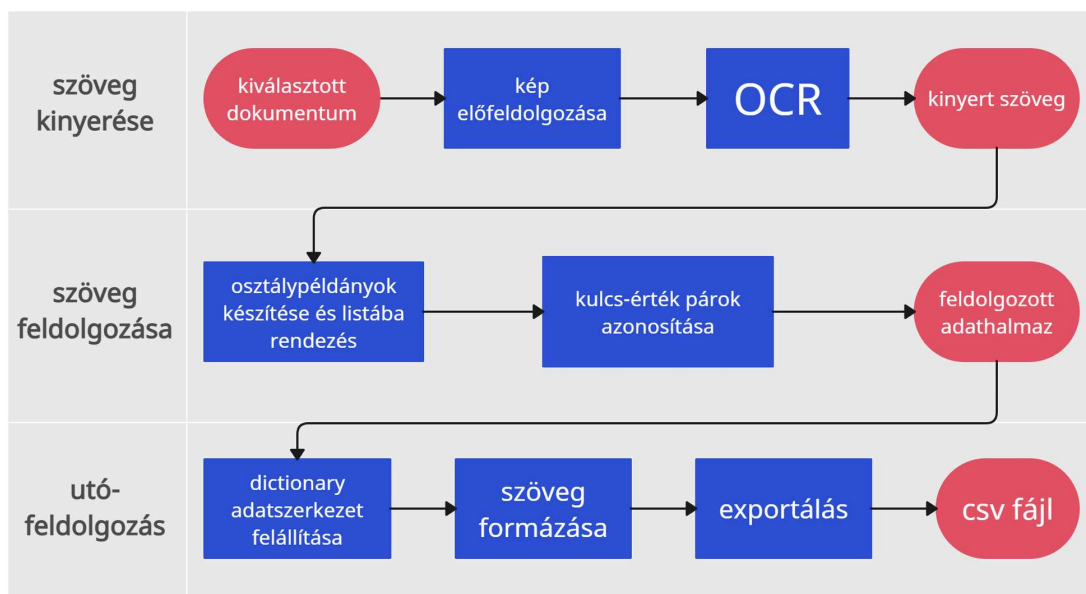 szöveg
kinyerése
kiválasztott
dokumentum
kép
előfeldolgozása
OCR
kinyert szöveg
szöveg
feldolgozása
osztálypéldányok
készítése és listába
rendezés
kulcs-érték párok
azonosítása
feldolgozott
adathalmaz
utó-
feldolgozás
dictionary
adatszerkezet
felállítása
szöveg
formázása
exportálás
csv fájl